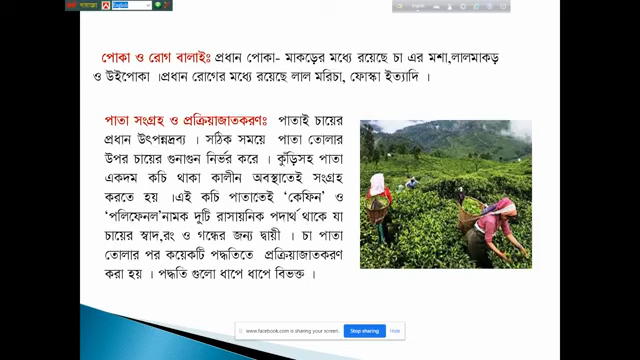 English
পোকা ও রোগ বালাইঃ প্রধান পোকা- মাকড়ের মধ্যে রয়েছে চা এর মশা,লালমাকড়
ও উইপোকা ।প্রধান রোগের মধ্যে রয়েছে লাল মরিচা, ফোস্কা ইত্যাদি ।
পাতা সংগ্রহ ও প্রক্রিয়াজাতকরণঃ পাতাই চায়ের
প্রধান উৎপন্নদ্রব্য । সঠিক সময়ে পাতা তোলার
উপর চায়ের গুনাগুন নির্ভর করে । কুঁড়িসহ পাতা
একদম কচি থাকা কালীন অবস্থাতেই সংগ্রহ
করতে হয় ।এই কচি পাতাতেই ‘কেফিন’ ও
‘পলিফেনল’নামক দুটি রাসায়নিক পদার্থ থাকে যা
চায়ের স্বাদ,রং ও গন্ধের জন্য দ্বায়ী । চা পাতা
তোলার পর কয়েকটি পদ্ধতিতে প্রক্রিয়াজাতকরণ
করা হয় । পদ্ধতি গুলো ধাপে ধাপে বিভক্ত ।
www.facebook.com is sharing your screen. Stop sharing Hide